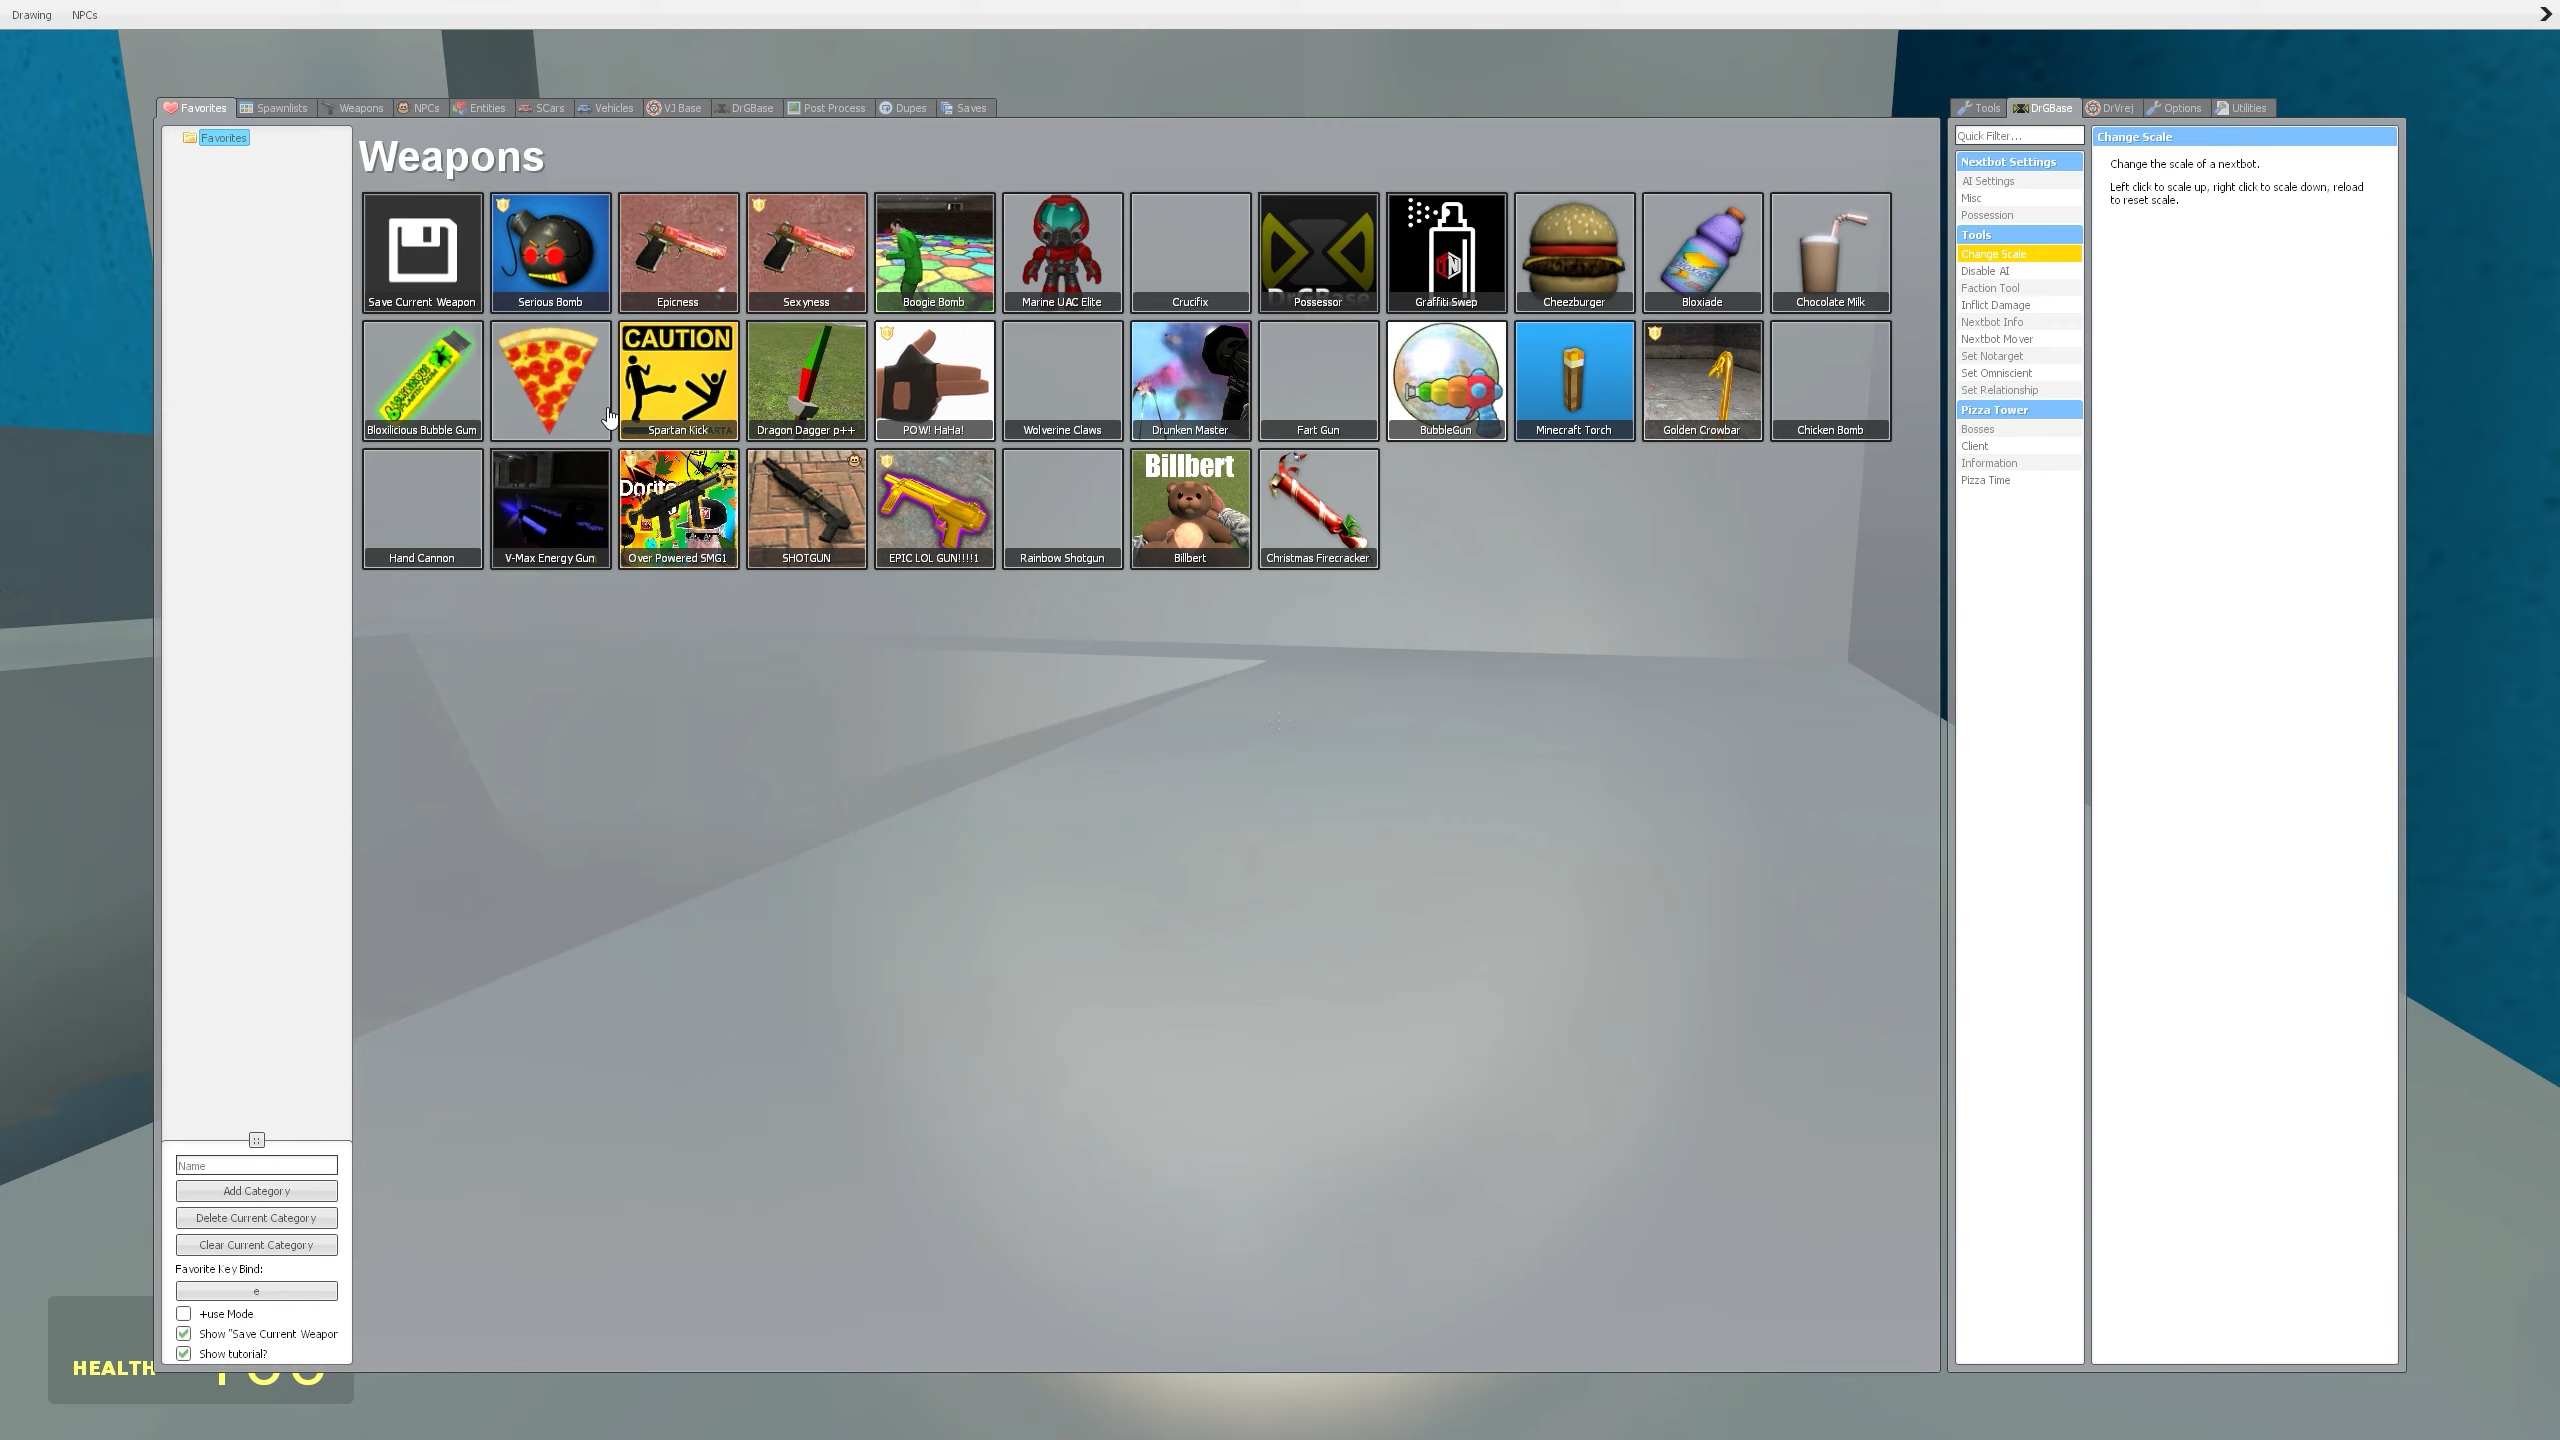 Drawing NPCs
Favorites Spawnlists Weapons NPCs Entities SCars Vehicles VJ Base DrGBase Post Process Dupes Saves
Tools DrGBase DrVrej Options Utilities
Favorites
Weapons
Save Current Weapon Serious Bomb Epicness Sexyness Boogie Bomb Marine UAC Elite Crucifix Possessor Graffiti Swep Cheezburger Bloxiade Chocolate Milk
CAUTION
Bloxilicious Bubble Gum Spartan Kick Dragon Dagger p++ POW! HaHa! Wolverine Claws Drunken Master Fart Gun BubbleGun Minecraft Torch Golden Crowbar Chicken Bomb
Billbert
Hand Cannon V-Max Energy Gun Over Powered SMG1 SHOTGUN EPIC LOL GUN!!!!1 Rainbow Shotgun Billbert Christmas Firecracker
Name
Add Category
Delete Current Category
Clear Current Category
Favorite Key Bind:
e
+use Mode
Show "Save Current Weapor
Show tutorial?
HEALTH
Quick Filter...
Nextbot Settings
AI Settings
Misc
Possession
Tools
Change Scale
Disable AI
Faction Tool
Inflict Damage
Nextbot Info
Nextbot Mover
Set Notarget
Set Omniscient
Set Relationship
Pizza Tower
Bosses
Client
Information
Pizza Time
Change Scale
Change the scale of a nextbot.
Left click to scale up, right click to scale down, reload
to reset scale.